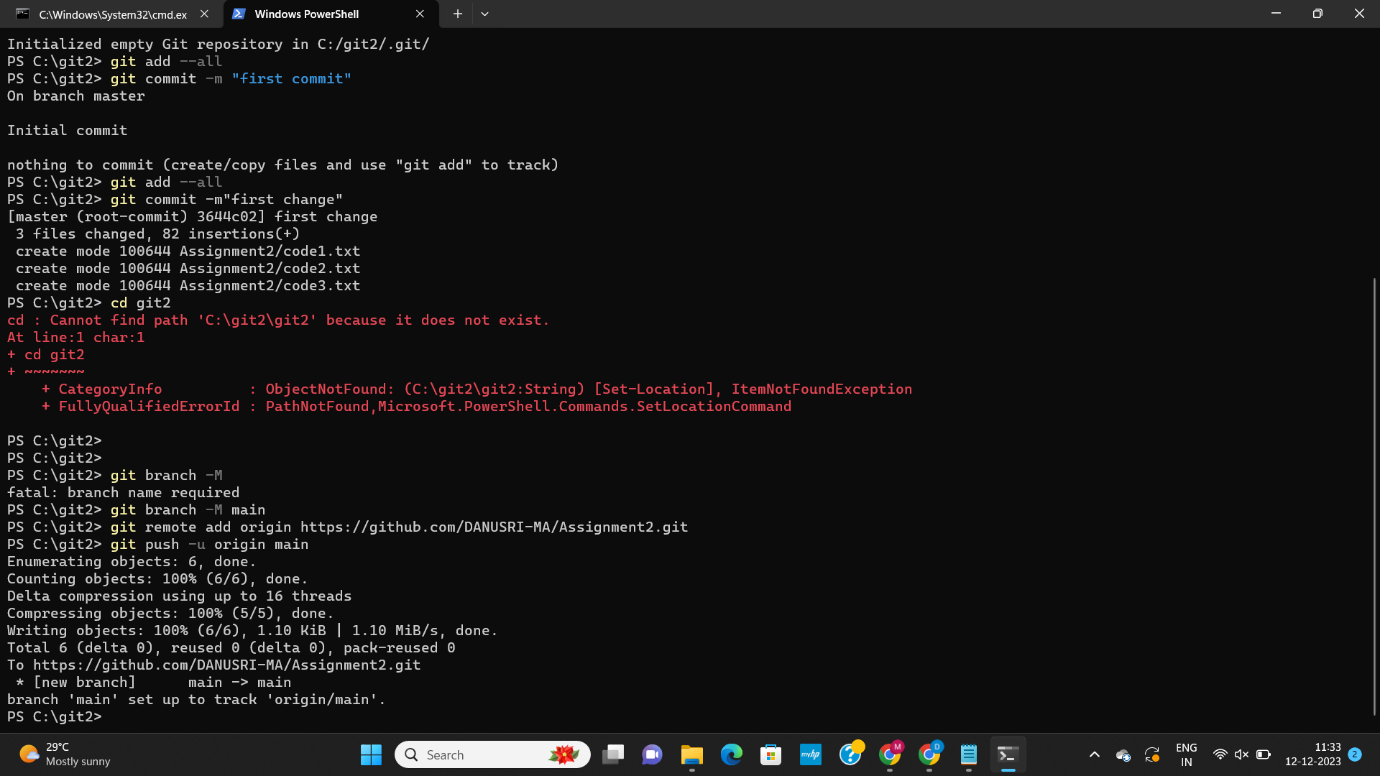 C:\Windows\System32\cmd.ex
Windows PowerShell
Initialized empty Git repository in C:/git2/.git/
PS C:\git2> git add --all
PS C:\git2> git commit -m "first commit"
On branch master
Initial commit
nothing to commit (create/copy files and use "git add" to track)
PS C:\git2> git add --all
PS C:\git2> git commit -m"first change"
[master (root-commit) 3644c02] first change
 3 files changed, 82 insertions(+)
 create mode 100644 Assignment2/code1.txt
 create mode 100644 Assignment2/code2.txt
 create mode 100644 Assignment2/code3.txt
PS C:\git2> cd git2
cd : Cannot find path 'C:\git2\git2' because it does not exist.
At line:1 char:1
+ cd git2
+ ~~~~~~~
    + CategoryInfo          : ObjectNotFound: (C:\git2\git2:String) [Set-Location], ItemNotFoundException
    + FullyQualifiedErrorId : PathNotFound,Microsoft.PowerShell.Commands.SetLocationCommand
PS C:\git2>
PS C:\git2>
PS C:\git2> git branch -M
fatal: branch name required
PS C:\git2> git branch -M main
PS C:\git2> git remote add origin https://github.com/DANUSRI-MA/Assignment2.git
PS C:\git2> git push -u origin main
Enumerating objects: 6, done.
Counting objects: 100% (6/6), done.
Delta compression using up to 16 threads
Compressing objects: 100% (5/5), done.
Writing objects: 100% (6/6), 1.10 KiB | 1.10 MiB/s, done.
Total 6 (delta 0), reused 0 (delta 0), pack-reused 0
To https://github.com/DANUSRI-MA/Assignment2.git
 * [new branch]      main -> main
branch 'main' set up to track 'origin/main'.
PS C:\git2>
29°C
Mostly sunny
Search
myhp
M
D
ENG
IN
11:33
12-12-2023
2